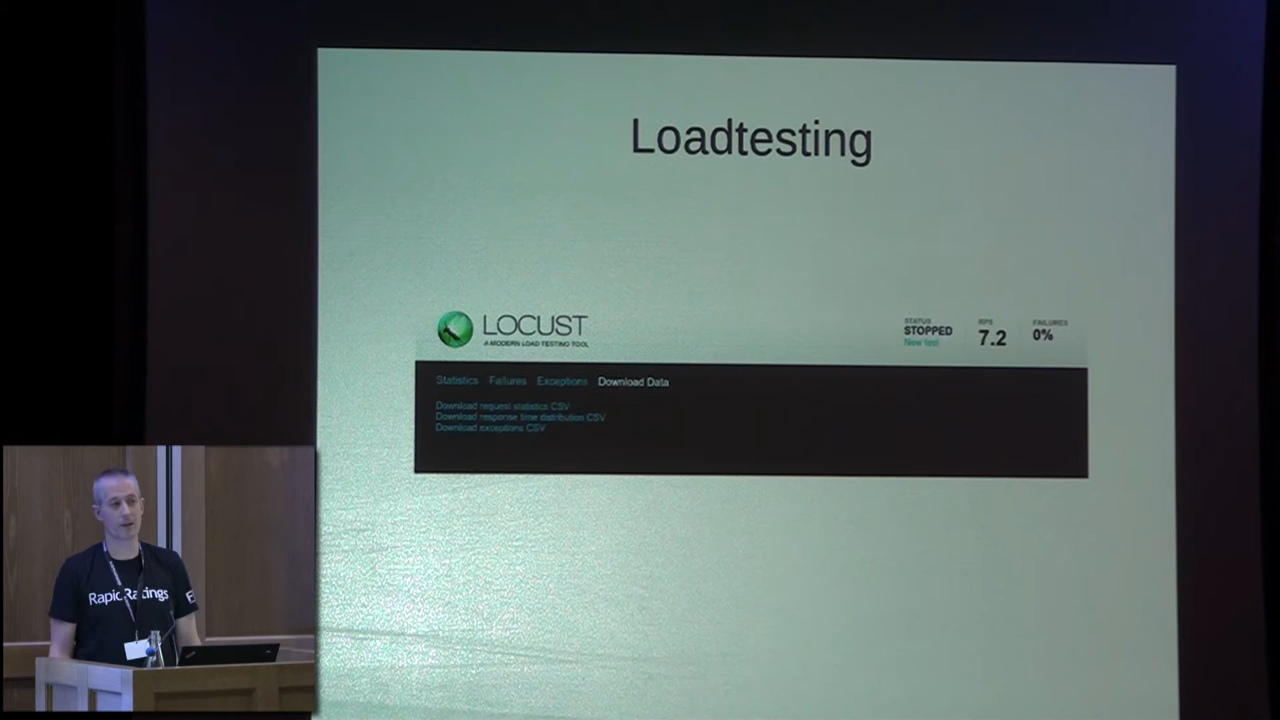 Loadtesting
LOCUST
A MODERN LOAD TESTING TOOL
STATUS
STOPPED
New test
RPS
7.2
FAILURES
0%
Statistics Failures Exceptions Download Data
Download request statistics CSV
Download response time distribution CSV
Download exceptions CSV
RapidRatings